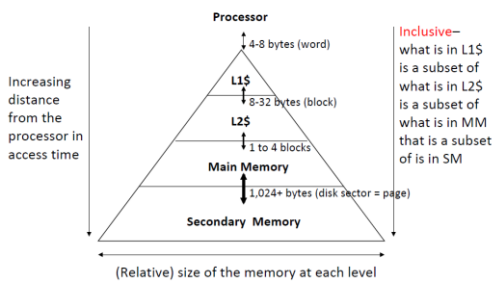 Processor
4-8 bytes (word)
L1$
8-32 bytes (block)
L2$
1 to 4 blocks
Main Memory
1,024+ bytes (disk sector = page)
Secondary Memory
(Relative) size of the memory at each level
Increasing
distance
from the
processor in
access time
Inclusive–
what is in L1$
is a subset of
what is in L2$
is a subset of
what is in MM
that is a subset
of is in SM